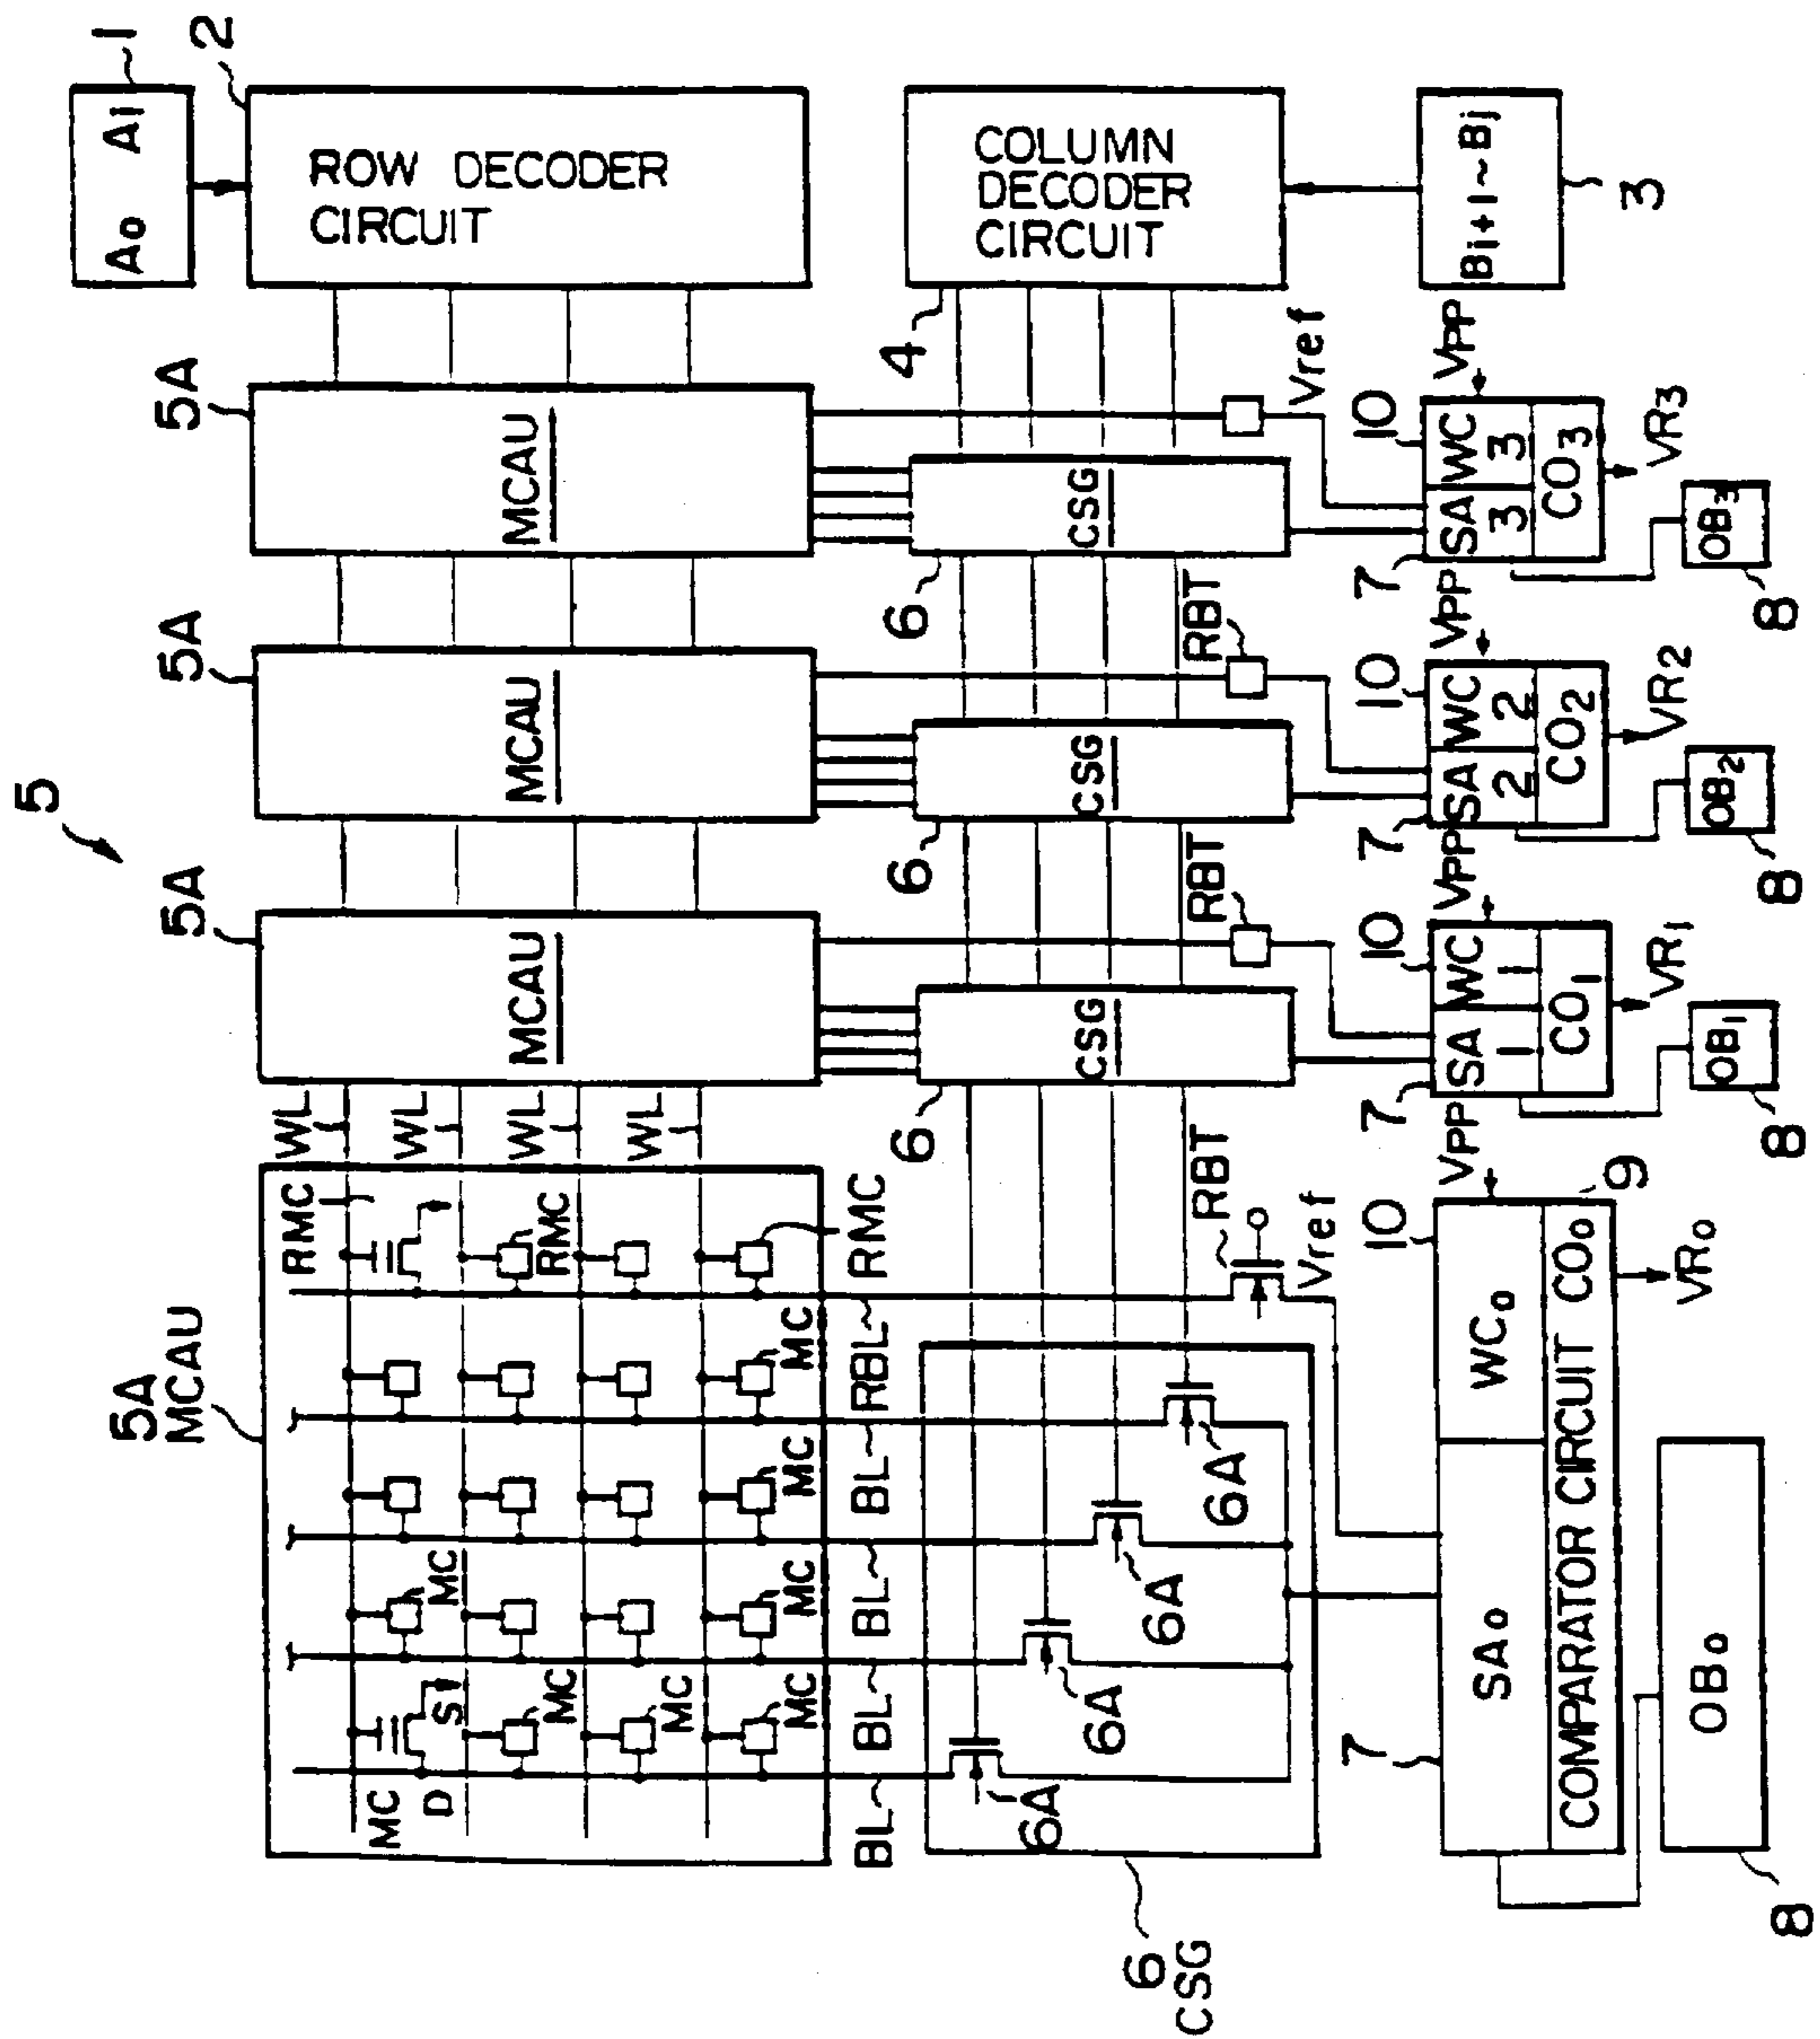 5
A0 Ai
1
2
ROW DECODER
CIRCUIT
COLUMN
DECODER
CIRCUIT
4
Bi+1~Bj
3
5A
MCAU
5A
MCAU
5A
MCAU
5A
MCAU
WL
WL
WL
WL
RMC
RMC
RMC
MC
MC
MC
MC
MC
MC
MC
MC
D
S
BL
BL
BL
BL
RBL
RBT
Vref
RBT
RBT
Vref
6
CSG
6A
6A
6A
6A
6
CSG
6
CSG
6
CSG
7
SA0
WC0
10
VPP
COMPARATOR CIRCUIT CO0
9
VR0
OB0
8
7
SA
1
WC
1
10
VPP
CO1
VR1
OB1
8
7
SA
2
WC
2
10
VPP
CO2
VR2
OB2
8
7
SA
3
WC
3
10
VPP
CO3
VR3
OB3
8